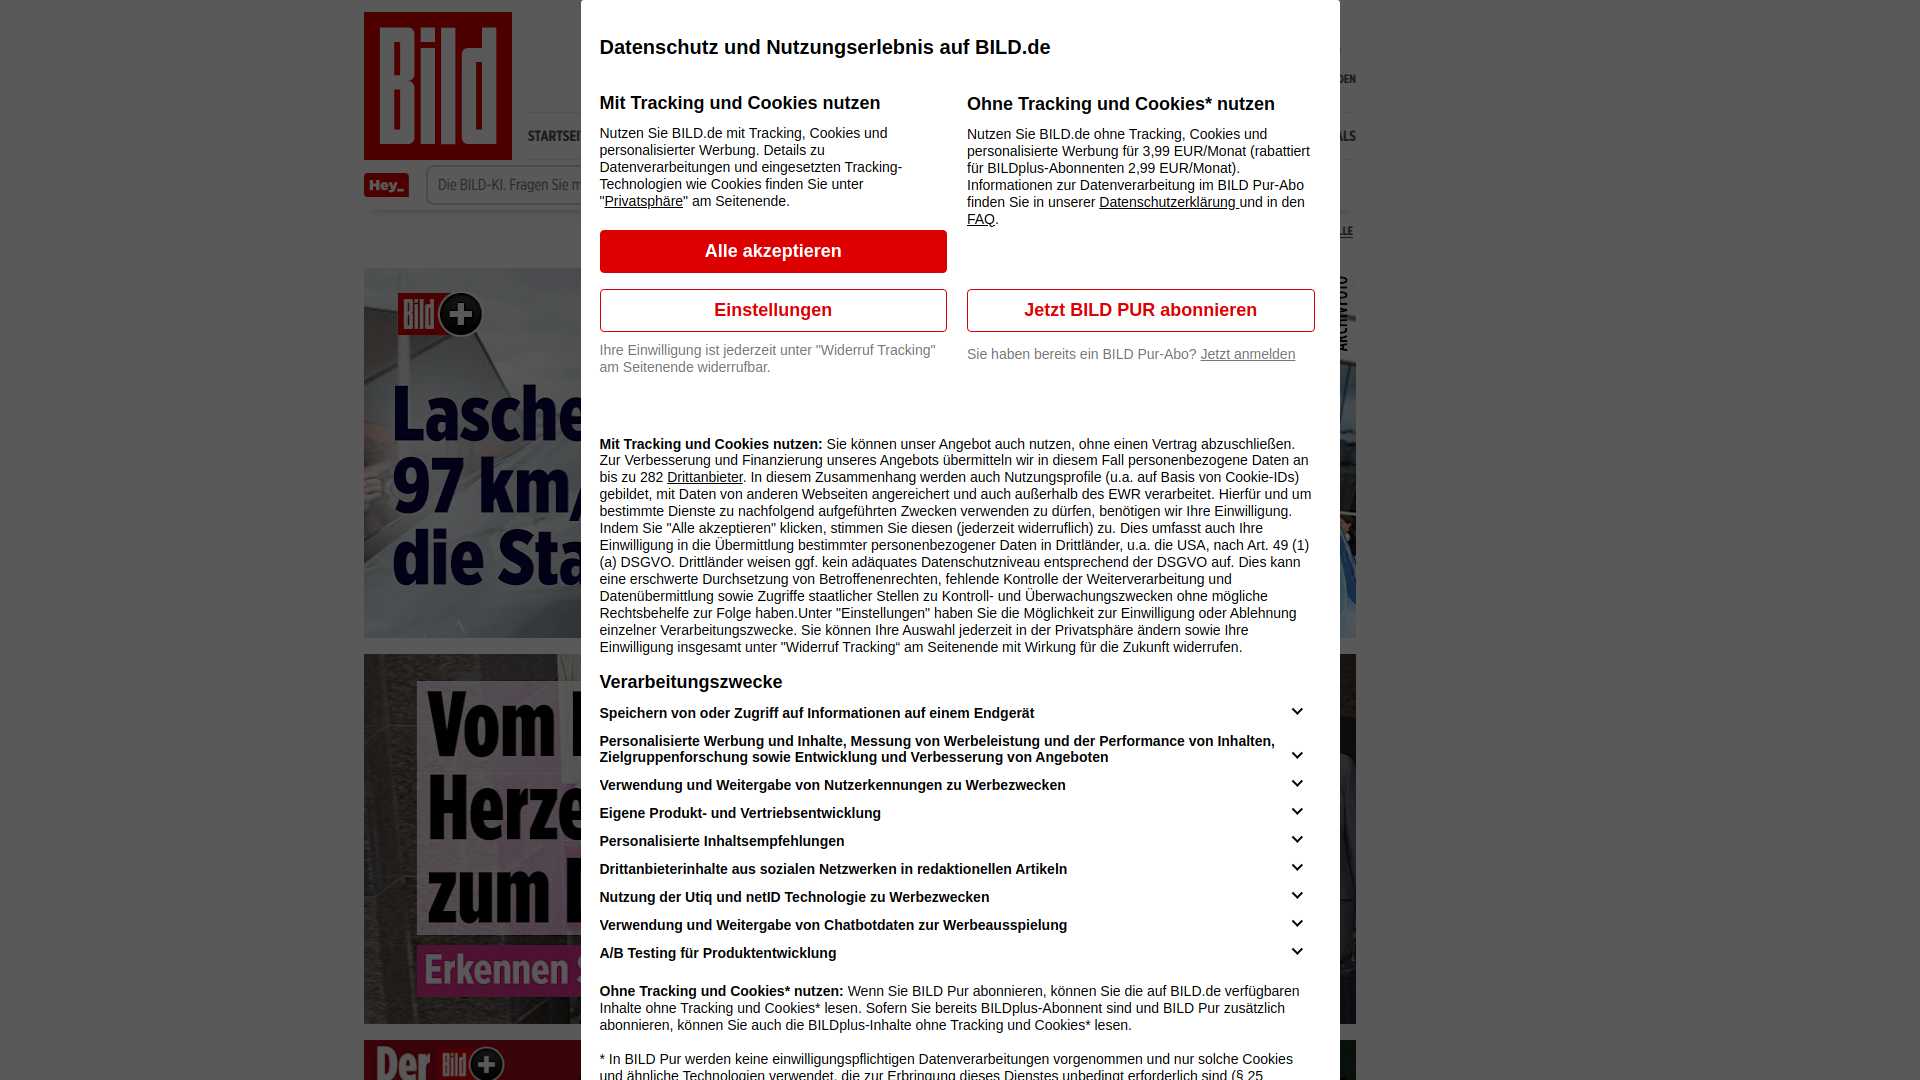 Bild
DEN
STARTSEI
ALS
Hey_
Die BILD-KI. Fragen Sie m
Datenschutz und Nutzungserlebnis auf BILD.de
Mit Tracking und Cookies nutzen
Nutzen Sie BILD.de mit Tracking, Cookies und
personalisierter Werbung. Details zu
Datenverarbeitungen und eingesetzten Tracking-
Technologien wie Cookies finden Sie unter
"Privatsphäre" am Seitenende.
Alle akzeptieren
Einstellungen
Ihre Einwilligung ist jederzeit unter "Widerruf Tracking"
am Seitenende widerrufbar.
Ohne Tracking und Cookies* nutzen
Nutzen Sie BILD.de ohne Tracking, Cookies und
personalisierte Werbung für 3,99 EUR/Monat (rabattiert
für BILDplus-Abonnenten 2,99 EUR/Monat).
Informationen zur Datenverarbeitung im BILD Pur-Abo
finden Sie in unserer Datenschutzerklärung und in den
FAQ.
Jetzt BILD PUR abonnieren
Sie haben bereits ein BILD Pur-Abo? Jetzt anmelden
LLE
ARCHIVFOTO
Bild +
Lasche
97 km/
die Sta
Mit Tracking und Cookies nutzen: Sie können unser Angebot auch nutzen, ohne einen Vertrag abzuschließen.
Zur Verbesserung und Finanzierung unseres Angebots übermitteln wir in diesem Fall personenbezogene Daten an
bis zu 282 Drittanbieter. In diesem Zusammenhang werden auch Nutzungsprofile (u.a. auf Basis von Cookie-IDs)
gebildet, mit Daten von anderen Webseiten angereichert und auch außerhalb des EWR verarbeitet. Hierfür und um
bestimmte Dienste zu nachfolgend aufgeführten Zwecken verwenden zu dürfen, benötigen wir Ihre Einwilligung.
Indem Sie "Alle akzeptieren" klicken, stimmen Sie diesen (jederzeit widerruflich) zu. Dies umfasst auch Ihre
Einwilligung in die Übermittlung bestimmter personenbezogener Daten in Drittländer, u.a. die USA, nach Art. 49 (1)
(a) DSGVO. Drittländer weisen ggf. kein adäquates Datenschutzniveau entsprechend der DSGVO auf. Dies kann
eine erschwerte Durchsetzung von Betroffenenrechten, fehlende Kontrolle der Weiterverarbeitung und
Datenübermittlung sowie Zugriffe staatlicher Stellen zu Kontroll- und Überwachungszwecken ohne mögliche
Rechtsbehelfe zur Folge haben.Unter "Einstellungen" haben Sie die Möglichkeit zur Einwilligung oder Ablehnung
einzelner Verarbeitungszwecke. Sie können Ihre Auswahl jederzeit in der Privatsphäre ändern sowie Ihre
Einwilligung insgesamt unter "Widerruf Tracking“ am Seitenende mit Wirkung für die Zukunft widerrufen.
Verarbeitungszwecke
Speichern von oder Zugriff auf Informationen auf einem Endgerät
Personalisierte Werbung und Inhalte, Messung von Werbeleistung und der Performance von Inhalten,
Zielgruppenforschung sowie Entwicklung und Verbesserung von Angeboten
Verwendung und Weitergabe von Nutzerkennungen zu Werbezwecken
Eigene Produkt- und Vertriebsentwicklung
Personalisierte Inhaltsempfehlungen
Drittanbieterinhalte aus sozialen Netzwerken in redaktionellen Artikeln
Nutzung der Utiq und netID Technologie zu Werbezwecken
Verwendung und Weitergabe von Chatbotdaten zur Werbeausspielung
A/B Testing für Produktentwicklung
Vom
Herze
zum
Erkennen S
Ohne Tracking und Cookies* nutzen: Wenn Sie BILD Pur abonnieren, können Sie die auf BILD.de verfügbaren
Inhalte ohne Tracking und Cookies* lesen. Sofern Sie bereits BILDplus-Abonnent sind und BILD Pur zusätzlich
abonnieren, können Sie auch die BILDplus-Inhalte ohne Tracking und Cookies* lesen.
* In BILD Pur werden keine einwilligungspflichtigen Datenverarbeitungen vorgenommen und nur solche Cookies
und ähnliche Technologien verwendet, die zur Erbringung dieses Dienstes unbedingt erforderlich sind (§ 25
Der Bild +